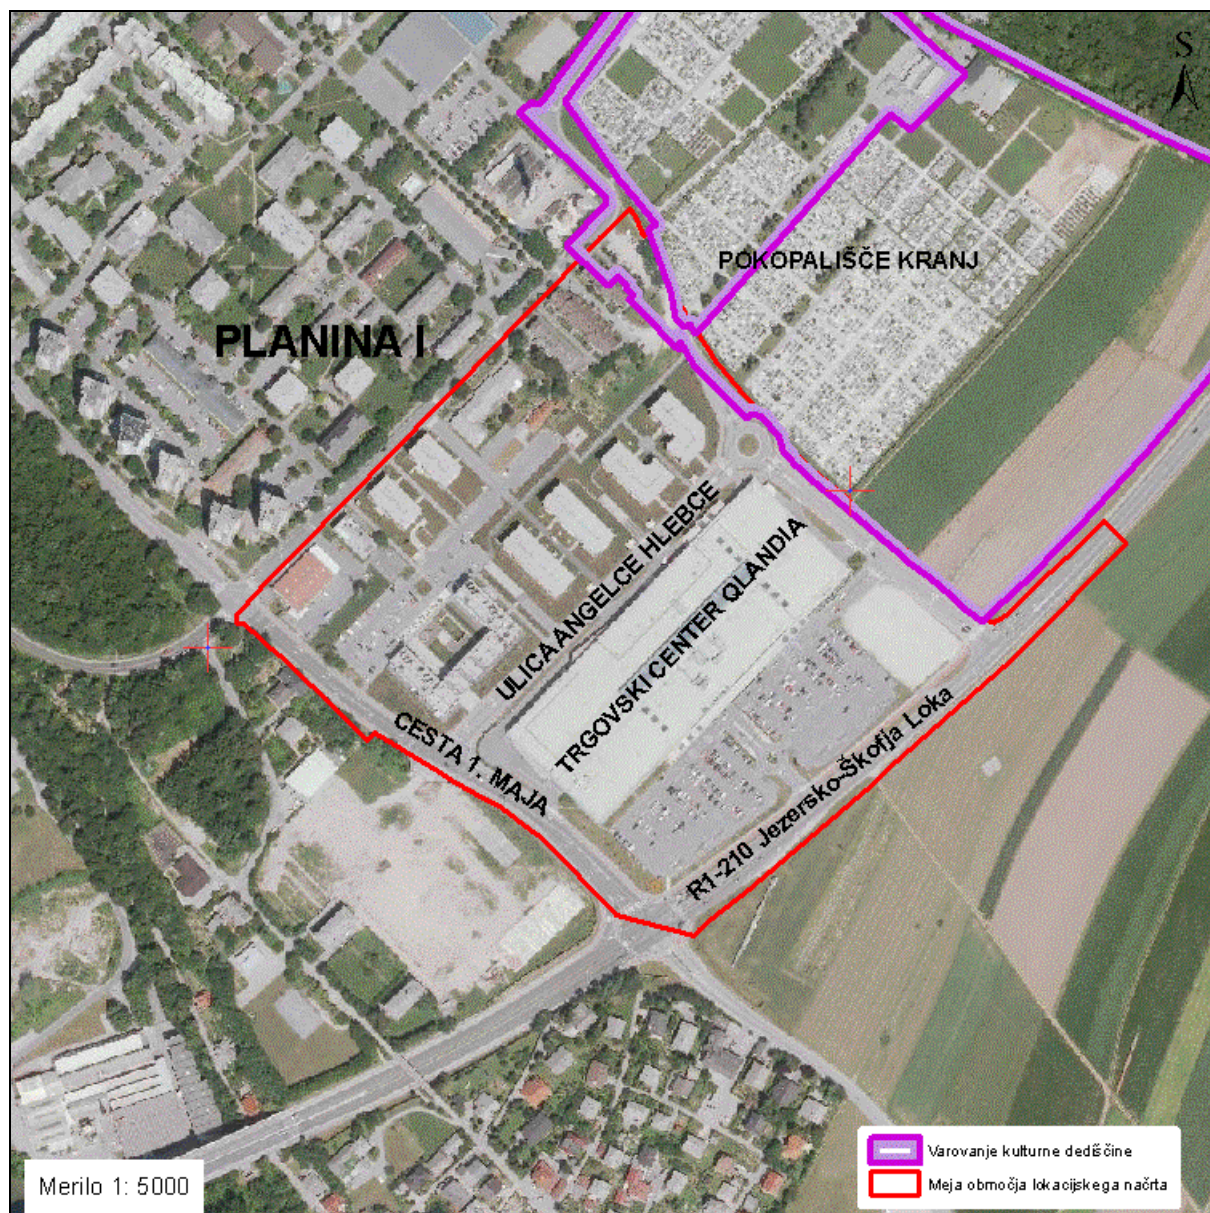 S
POKOPALIŠČE KRANJ
PLANINA I
ULICA ANGELCE HLEBCE
TRGOVSKI CENTER QLANDIA
CESTA 1. MAJA
R1-210 Jezersko-Škofja Loka
Varovanje kulturne dediščine
Meja območja lokacijskega načrta
Merilo 1: 5000